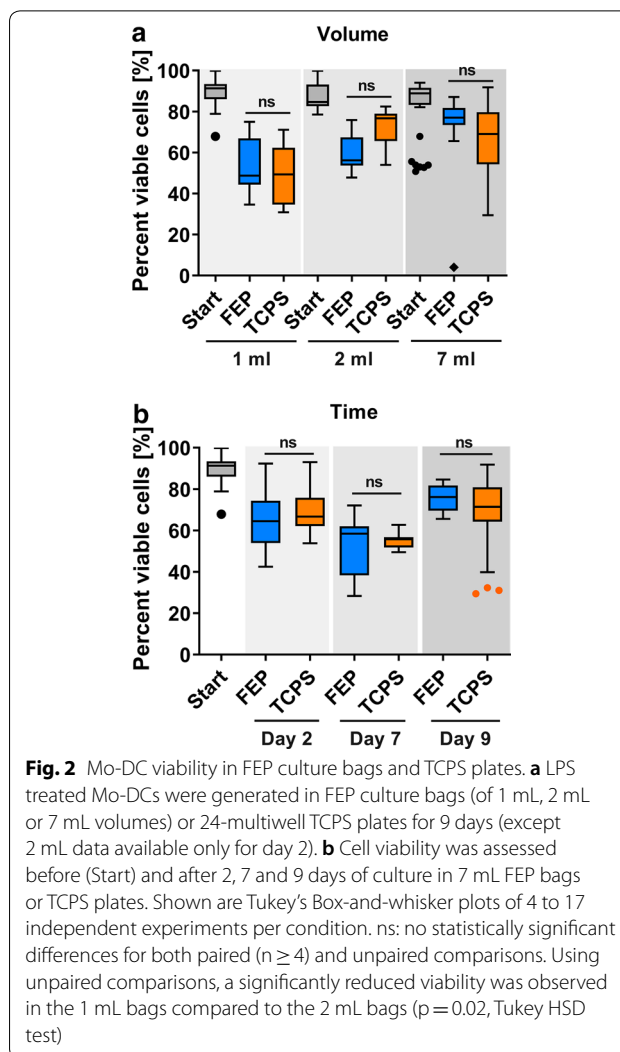 a
Volume
Percent viable cells [%]
100
80
60
40
20
0
ns
ns
ns
Start
FEP
TCPS
Start
FEP
TCPS
Start
FEP
TCPS
1 ml
2 ml
7 ml
b
Time
Percent viable cells [%]
100
80
60
40
20
0
ns
ns
ns
Start
FEP
TCPS
FEP
TCPS
FEP
TCPS
Day 2
Day 7
Day 9
Fig. 2 Mo-DC viability in FEP culture bags and TCPS plates. a LPS
treated Mo-DCs were generated in FEP culture bags (of 1 mL, 2 mL
or 7 mL volumes) or 24-multiwell TCPS plates for 9 days (except
2 mL data available only for day 2). b Cell viability was assessed
before (Start) and after 2, 7 and 9 days of culture in 7 mL FEP bags
or TCPS plates. Shown are Tukey's Box-and-whisker plots of 4 to 17
independent experiments per condition. ns: no statistically significant
differences for both paired (n ≥ 4) and unpaired comparisons. Using
unpaired comparisons, a significantly reduced viability was observed
in the 1 mL bags compared to the 2 mL bags (p = 0.02, Tukey HSD
test)